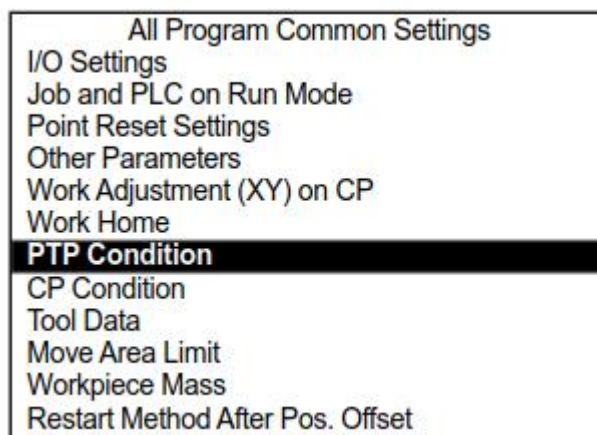 All Program Common Settings
I/O Settings
Job and PLC on Run Mode
Point Reset Settings
Other Parameters
Work Adjustment (XY) on CP
Work Home
PTP Condition
CP Condition
Tool Data
Move Area Limit
Workpiece Mass
Restart Method After Pos. Offset